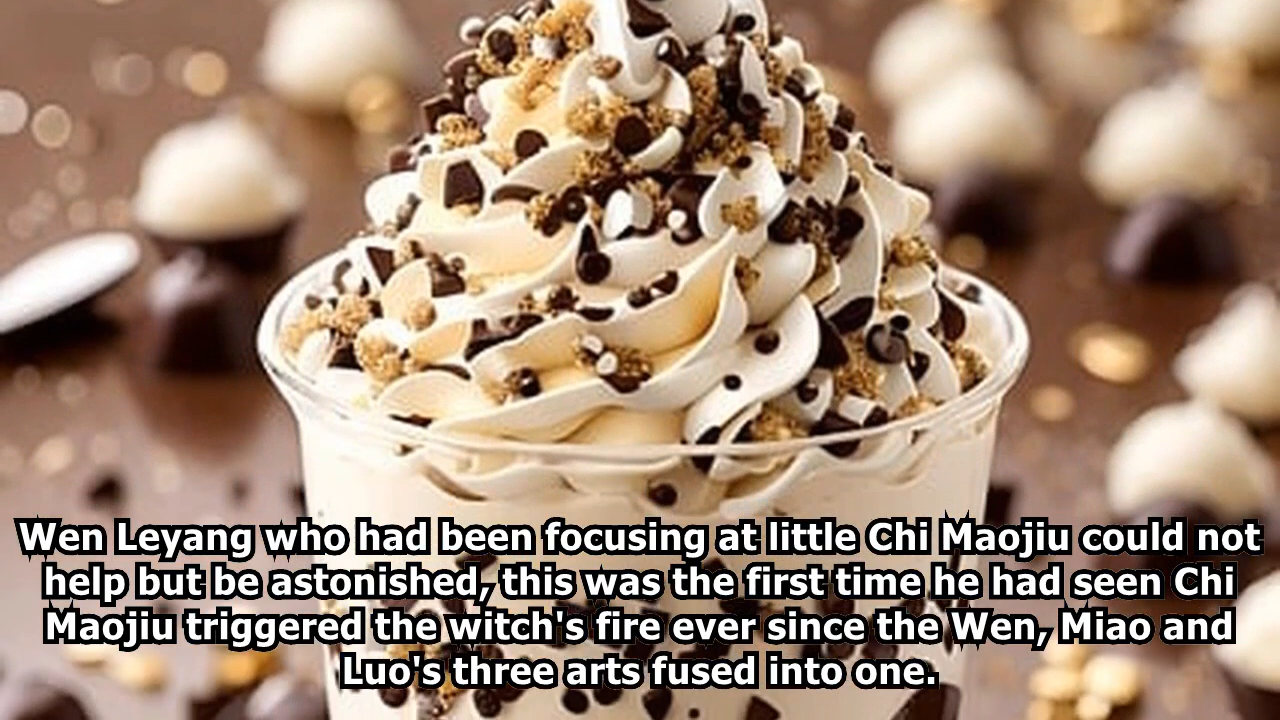 Wen Leyang who had been focusing at little Chi Maojiu could not
help but be astonished, this was the first time he had seen Chi
Maojiu triggered the witch's fire ever since the Wen, Miao and
Luo's three arts fused into one.